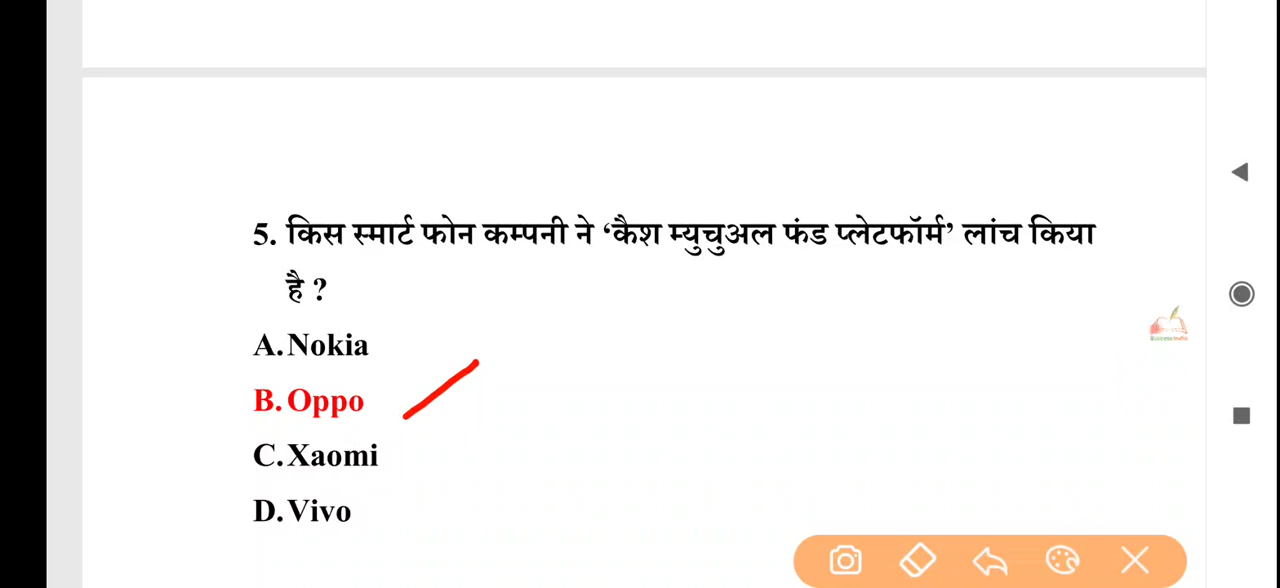 5. किस स्मार्ट फोन कम्पनी ने ‘कैश म्युचुअल फंड प्लेटफॉर्म’ लांच किया
है ?
A. Nokia
B. Oppo
C. Xaomi
D. Vivo